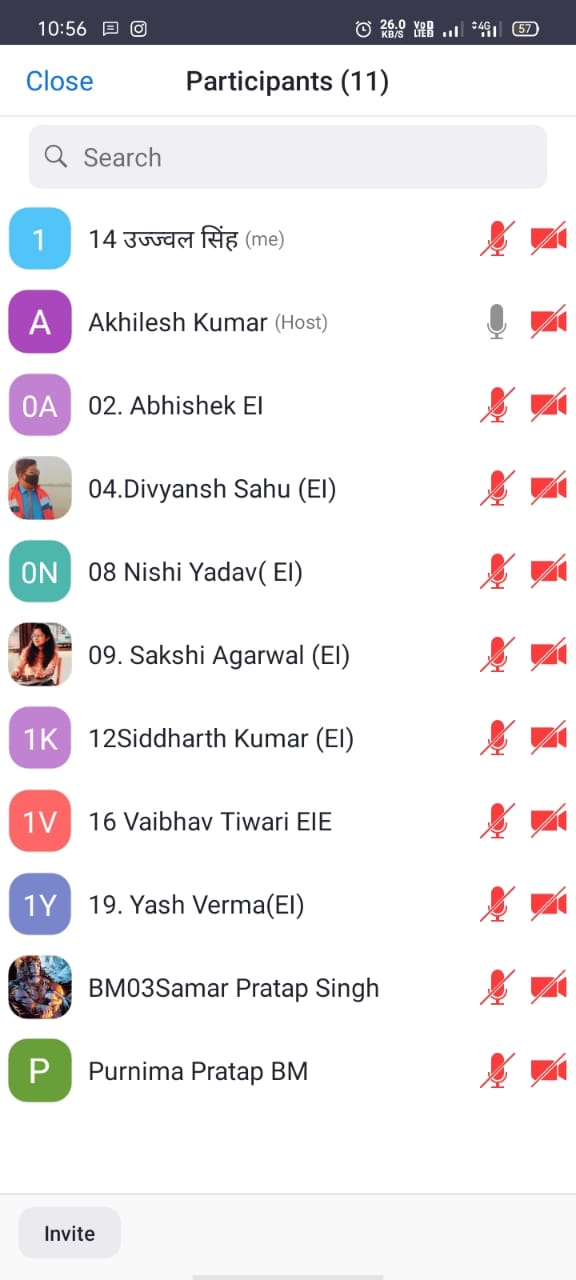 10:56 26.0 KB/S VoD LTEB 4G 57
Close Participants (11)
Search
1 14 उज्ज्वल सिंह (me)
A Akhilesh Kumar (Host)
0A 02. Abhishek EI
04.Divyansh Sahu (EI)
0N 08 Nishi Yadav( EI)
09. Sakshi Agarwal (EI)
1K 12Siddharth Kumar (EI)
1V 16 Vaibhav Tiwari EIE
1Y 19. Yash Verma(EI)
BM03Samar Pratap Singh
P Purnima Pratap BM
Invite